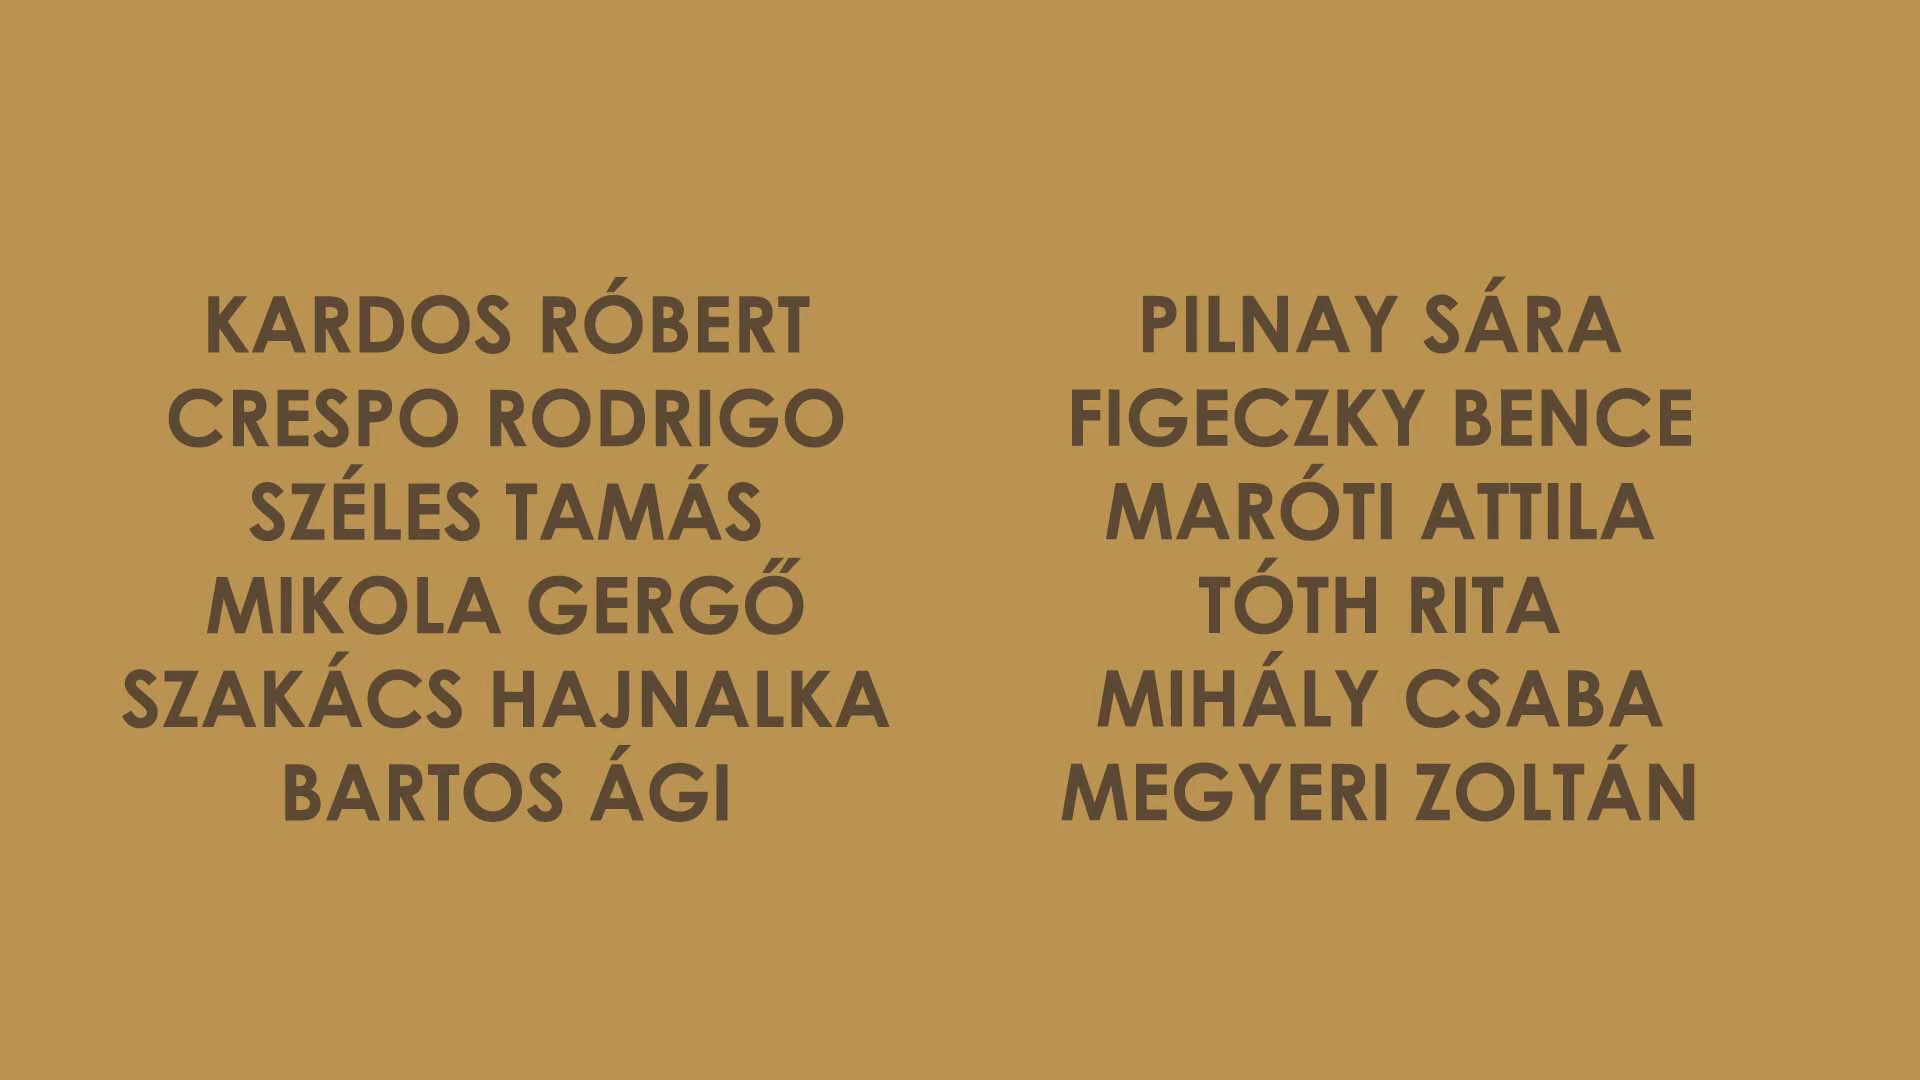 KARDOS RÓBERT
CRESPO RODRIGO
SZÉLES TAMÁS
MIKOLA GERGŐ
SZAKÁCS HAJNALKA
BARTOS ÁGI
PILNAY SÁRA
FIGECZKY BENCE
MARÓTI ATTILA
TÓTH RITA
MIHÁLY CSABA
MEGYERI ZOLTÁN